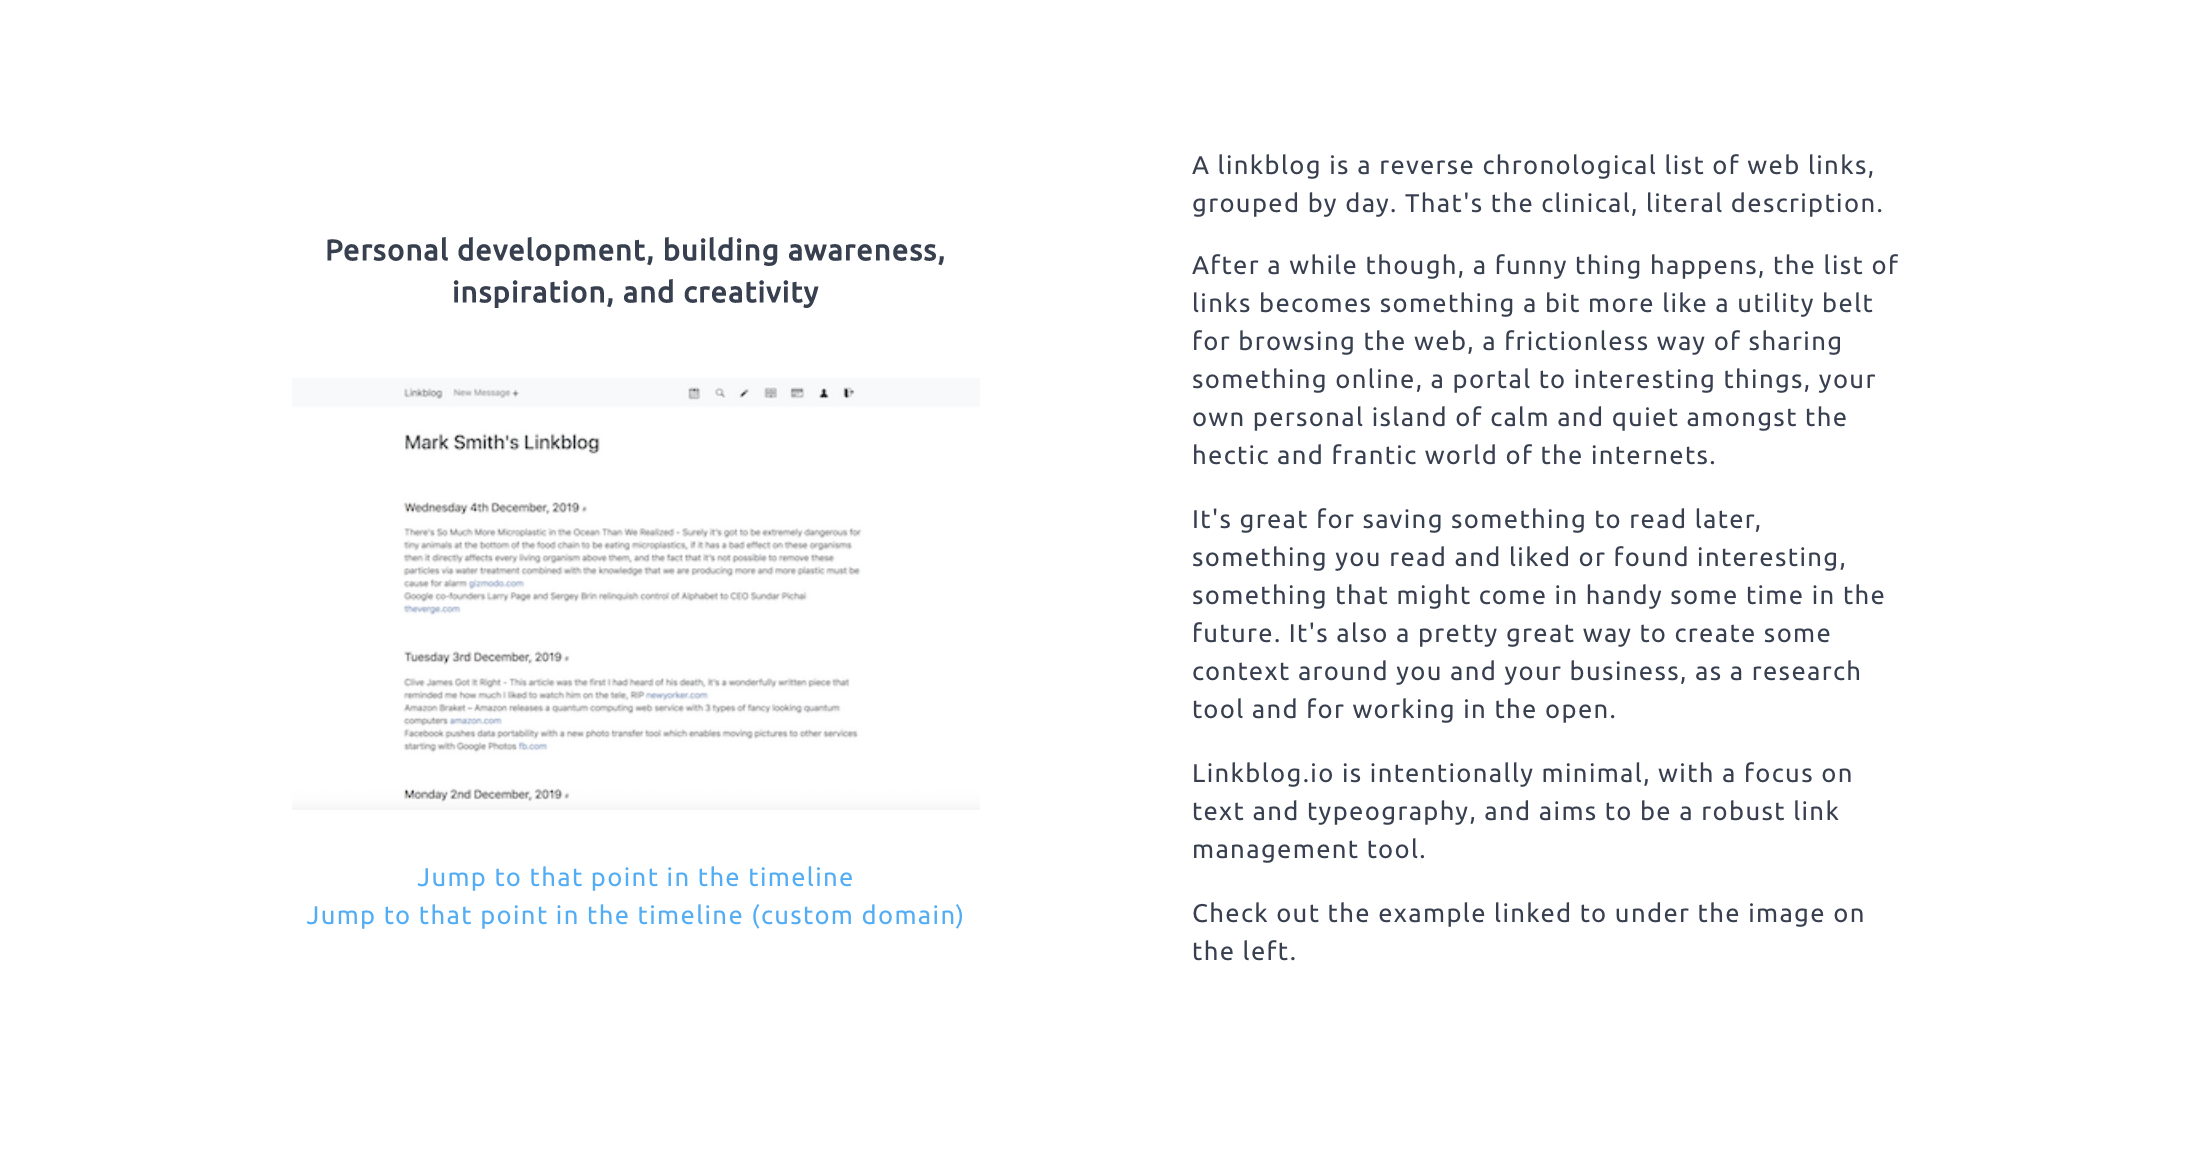 Personal development, building awareness,
inspiration, and creativity
Linkblog New Message +
Mark Smith's Linkblog
Wednesday 4th December, 2019 #
There's So Much More Microplastic in the Ocean Than We Realized - Surely it's got to be extremely dangerous for
tiny animals at the bottom of the food chain to be eating microplastics, if it has a bad effect on these organisms
then it directly affects every living organism above them, and the fact that it's not possible to remove these
particles via water treatment combined with the knowledge that we are producing more and more plastic must be
cause for alarm gizmodo.com
Google co-founders Larry Page and Sergey Brin relinquish control of Alphabet to CEO Sundar Pichai
theverge.com
Tuesday 3rd December, 2019 #
Clive James Got It Right - This article was the first I had heard of his death, it's a wonderfully written piece that
reminded me how much I liked to watch him on the tele, RIP newyorker.com
Amazon Braket – Amazon releases a quantum computing web service with 3 types of fancy looking quantum
computers amazon.com
Facebook pushes data portability with a new photo transfer tool which enables moving pictures to other services
starting with Google Photos fb.com
Monday 2nd December, 2019 #
Jump to that point in the timeline
Jump to that point in the timeline (custom domain)
A linkblog is a reverse chronological list of web links,
grouped by day. That's the clinical, literal description.
After a while though, a funny thing happens, the list of
links becomes something a bit more like a utility belt
for browsing the web, a frictionless way of sharing
something online, a portal to interesting things, your
own personal island of calm and quiet amongst the
hectic and frantic world of the internets.
It's great for saving something to read later,
something you read and liked or found interesting,
something that might come in handy some time in the
future. It's also a pretty great way to create some
context around you and your business, as a research
tool and for working in the open.
Linkblog.io is intentionally minimal, with a focus on
text and typeography, and aims to be a robust link
management tool.
Check out the example linked to under the image on
the left.